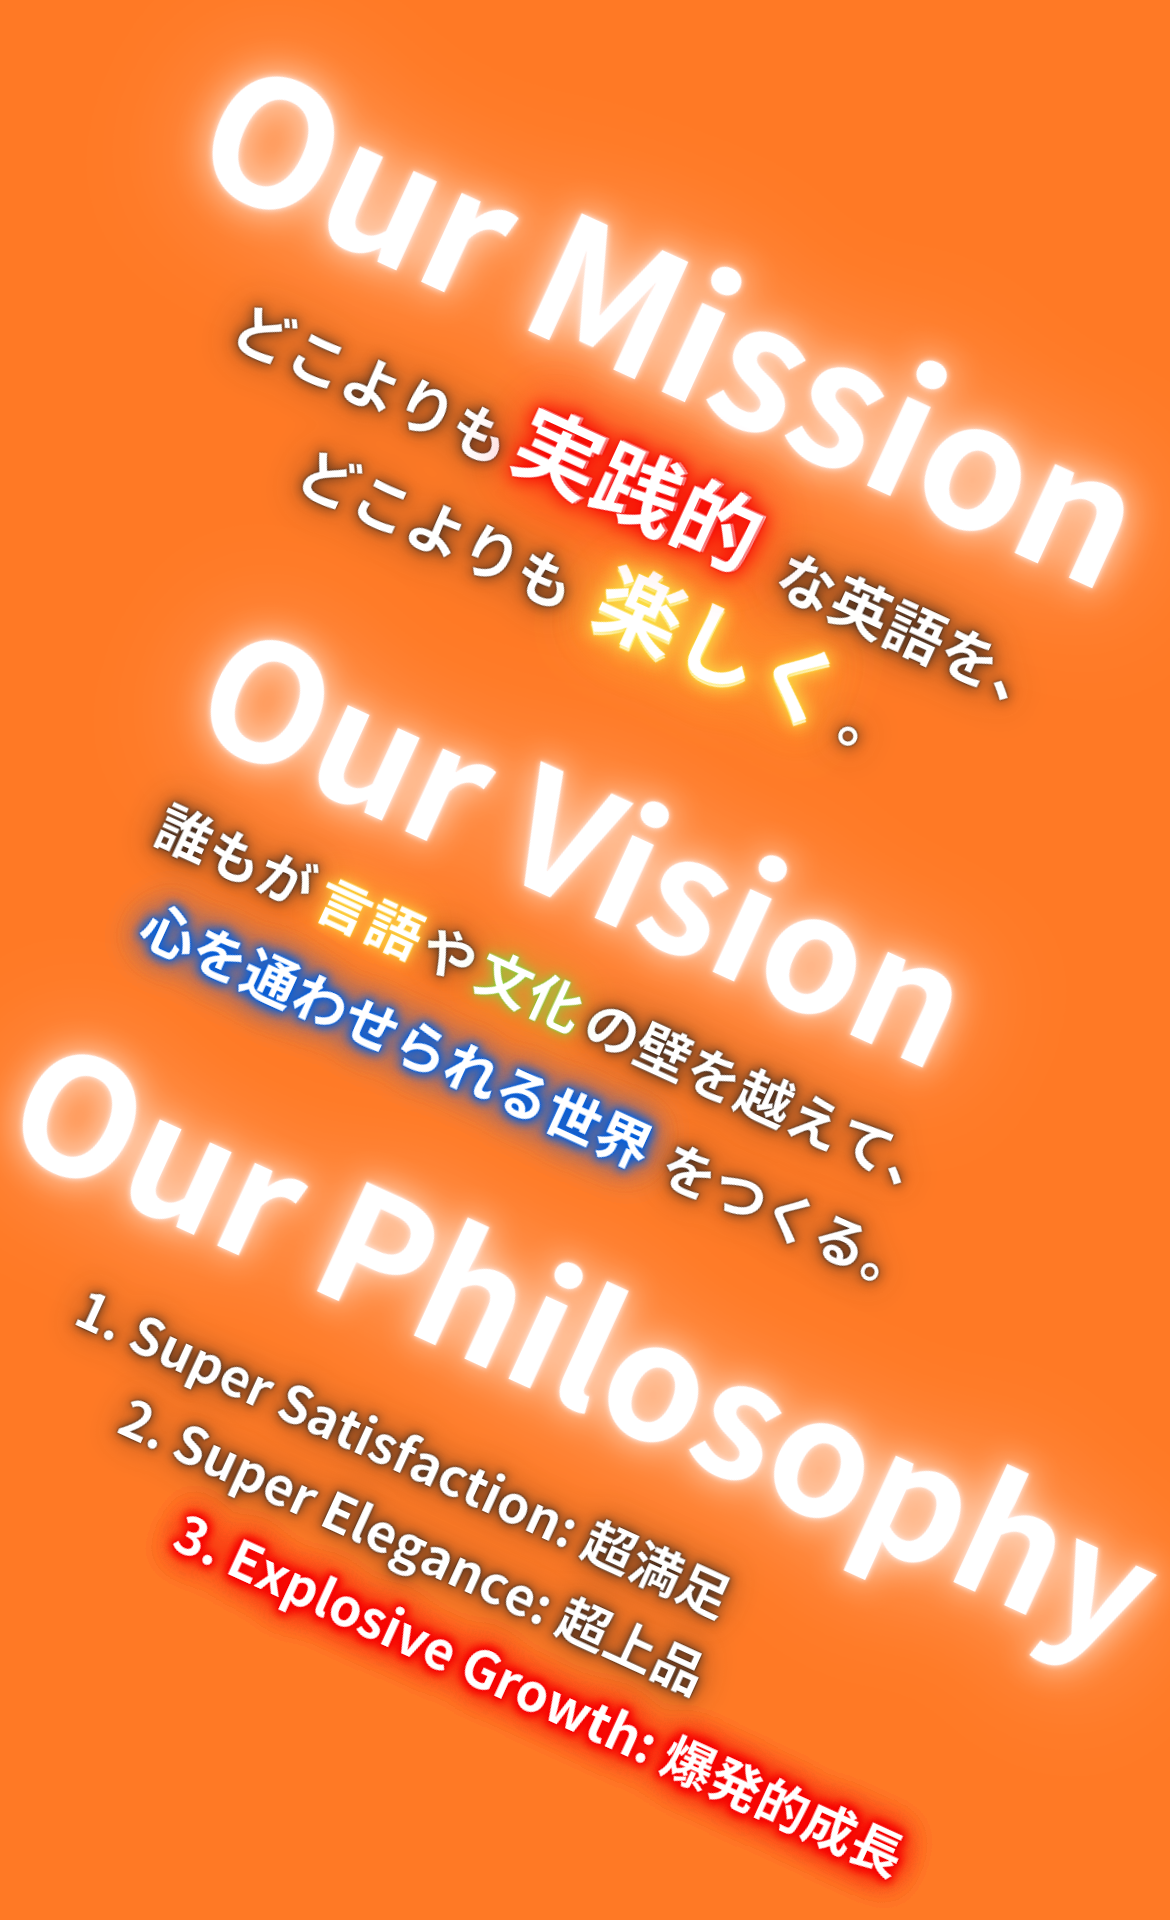 Our Mission
どこよりも実践的な英語を、
どこよりも楽しく。
Our Vision
誰もが言語や文化の壁を越えて、
心を通わせられる世界をつくる。
Our Philosophy
1. Super Satisfaction: 超満足
2. Super Elegance: 超上品
3. Explosive Growth: 爆発的成長